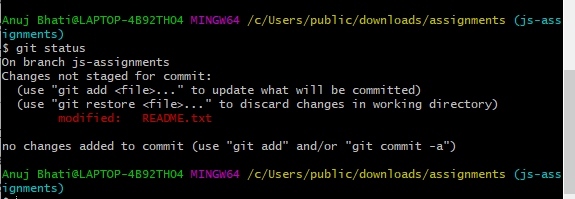 Anuj Bhati@LAPTOP-4B92TH04 MINGW64 /c/Users/public/downloads/assignments (js-ass
ignments)
$ git status
On branch js-assignments
Changes not staged for commit:
  (use "git add <file>..." to update what will be committed)
  (use "git restore <file>..." to discard changes in working directory)
        modified:   README.txt

no changes added to commit (use "git add" and/or "git commit -a")

Anuj Bhati@LAPTOP-4B92TH04 MINGW64 /c/Users/public/downloads/assignments (js-ass
ignments)
$